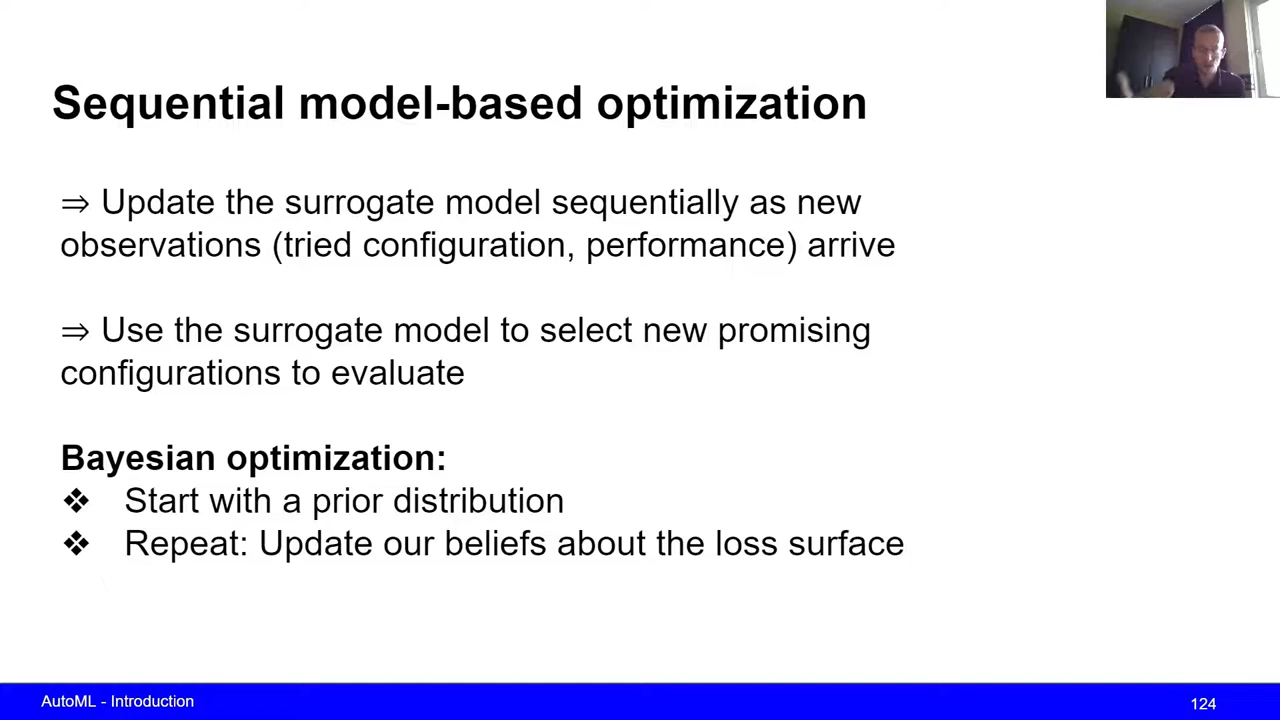 Sequential model-based optimization
⇒ Update the surrogate model sequentially as new
observations (tried configuration, performance) arrive
⇒ Use the surrogate model to select new promising
configurations to evaluate
Bayesian optimization:
❖ Start with a prior distribution
❖ Repeat: Update our beliefs about the loss surface
AutoML - Introduction
124